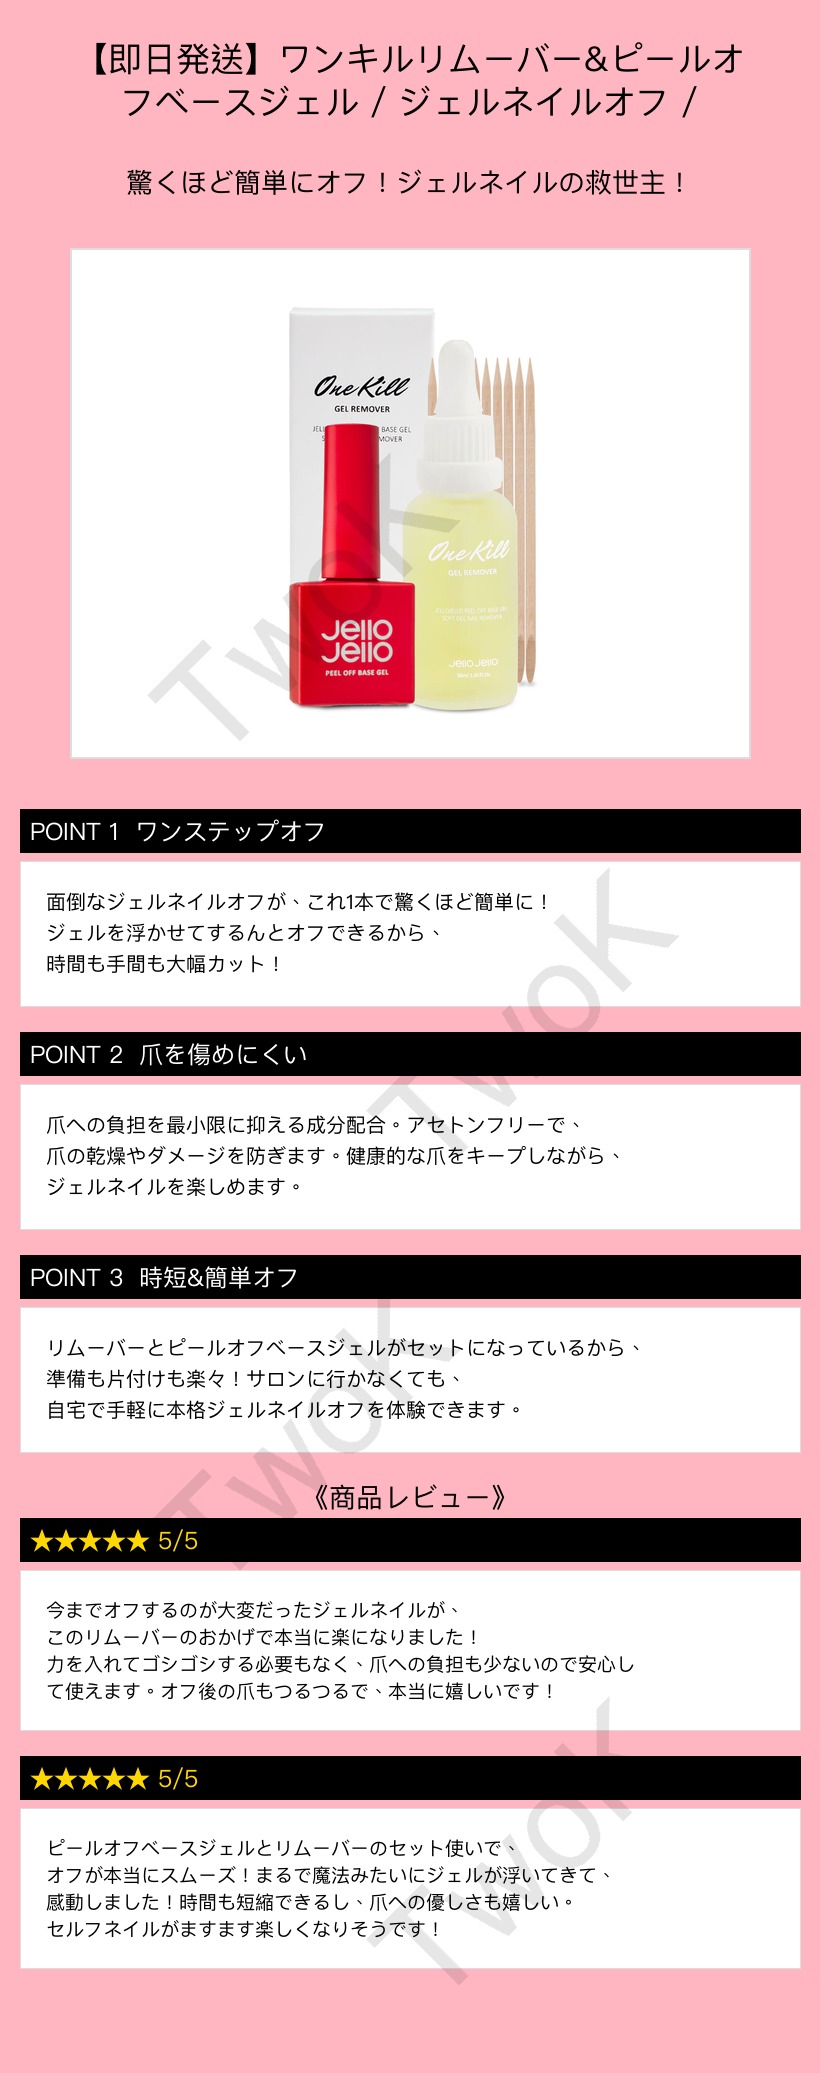 【即日発送】ワンキルリムーバー&ピールオ
フベースジェル / ジェルネイルオフ /
驚くほど簡単にオフ！ジェルネイルの救世主！
One Kill
GEL REMOVER
BASE GEL
One Kill
GEL REMOVER
JELLOJELLO PEEL OFF BASE GEL
SOFT GEL NAIL REMOVER
Jello Jello
Jello
Jello
PEEL OFF BASE GEL
TwoK
POINT 1 ワンステップオフ
面倒なジェルネイルオフが、これ1本で驚くほど簡単に！
ジェルを浮かせてするんとオフできるから、
時間も手間も大幅カット！
TwoK
POINT 2 爪を傷めにくい
爪への負担を最小限に抑える成分配合。アセトンフリーで、
爪の乾燥やダメージを防ぎます。健康的な爪をキープしながら、
ジェルネイルを楽しめます。
POINT 3 時短&簡単オフ
リムーバーとピールオフベースジェルがセットになっているから、
準備も片付けも楽々！サロンに行かなくても、
自宅で手軽に本格ジェルネイルオフを体験できます。
TwoK
《商品レビュー》
★★★★★ 5/5
今までオフするのが大変だったジェルネイルが、
このリムーバーのおかげで本当に楽になりました！
力を入れてゴシゴシする必要もなく、爪への負担も少ないので安心し
て使えます。オフ後の爪もつるつるで、本当に嬉しいです！
★★★★★ 5/5
ピールオフベースジェルとリムーバーのセット使いで、
オフが本当にスムーズ！まるで魔法みたいにジェルが浮いてきて、
感動しました！時間も短縮できるし、爪への優しさも嬉しい。
セルフネイルがますます楽しくなりそうです！
TwoK